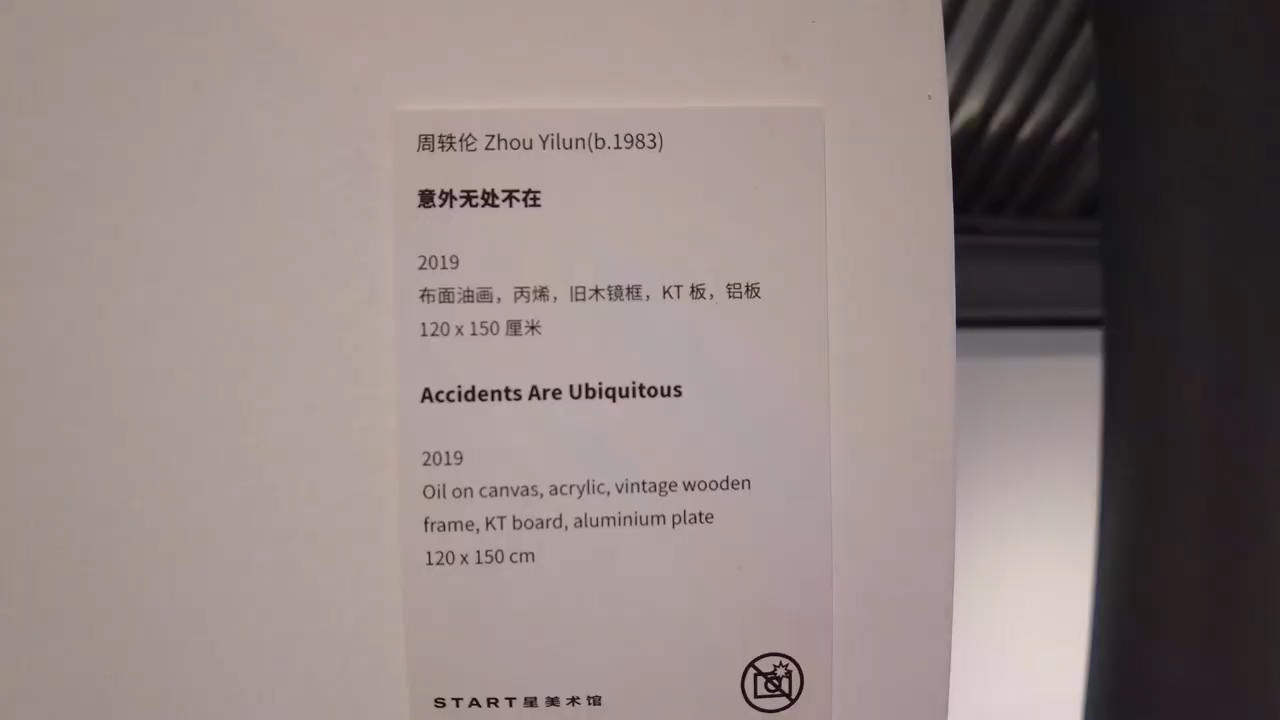 周轶伦 Zhou Yilun(b.1983)
意外无处不在
2019
布面油画，丙烯，旧木镜框，KT 板，铝板
120 x 150 厘米
Accidents Are Ubiquitous
2019
Oil on canvas, acrylic, vintage wooden
frame, KT board, aluminium plate
120 x 150 cm
START星美术馆